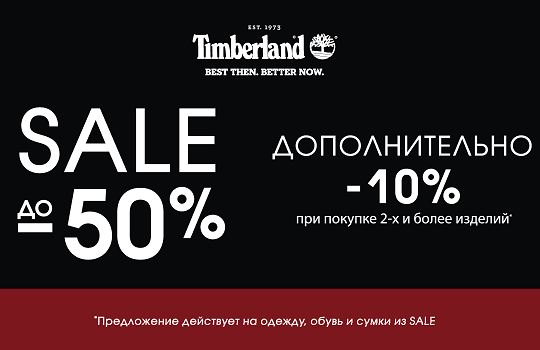 EST. 1973
Timberland
BEST THEN. BETTER NOW.
SALE
до -50%
ДОПОЛНИТЕЛЬНО
-10%
при покупке 2-х и более изделий*
*Предложение действует на одежду, обувь и сумки из SALE